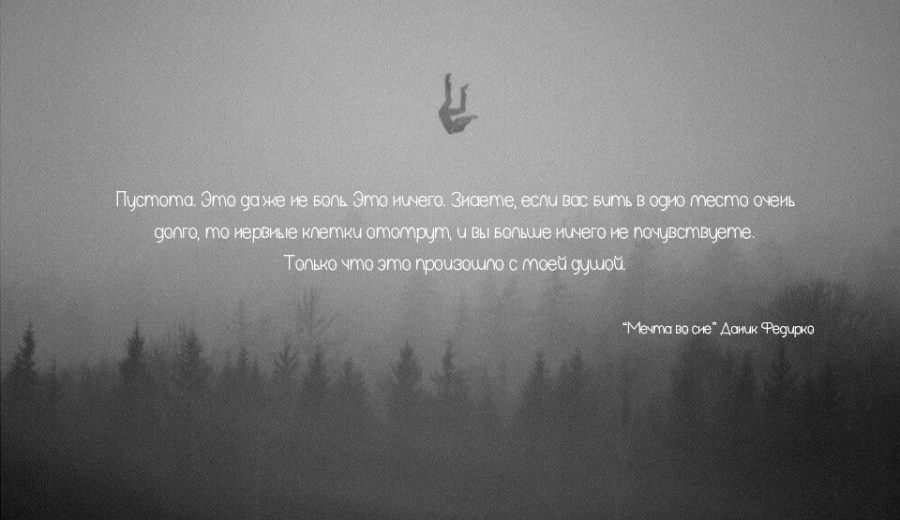 Пустота. Это даже не боль. Это ничего. Знаете, если вас бить в одно место очень
долго, то нервные клетки отомрут, и вы больше ничего не почувствуете.
Только что это произошло с моей душой.
“Мечта во сне” Даник Федирко